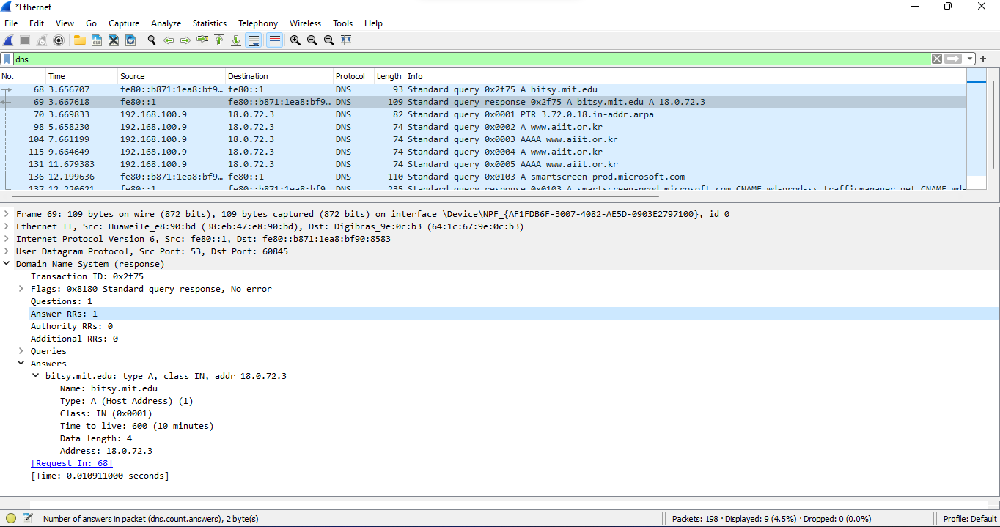 *Ethernet
File Edit View Go Capture Analyze Statistics Telephony Wireless Tools Help
dns
No. Time Source Destination Protocol Length Info
68 3.656707 fe80::b871:1ea8:bf9… fe80::1 DNS 93 Standard query 0x2f75 A bitsy.mit.edu
69 3.667618 fe80::1 fe80::b871:1ea8:bf9… DNS 109 Standard query response 0x2f75 A bitsy.mit.edu A 18.0.72.3
70 3.669833 192.168.100.9 18.0.72.3 DNS 82 Standard query 0x0001 PTR 3.72.0.18.in-addr.arpa
98 5.658230 192.168.100.9 18.0.72.3 DNS 74 Standard query 0x0002 A www.aiit.or.kr
104 7.661199 192.168.100.9 18.0.72.3 DNS 74 Standard query 0x0003 AAAA www.aiit.or.kr
115 9.664649 192.168.100.9 18.0.72.3 DNS 74 Standard query 0x0004 A www.aiit.or.kr
131 11.679383 192.168.100.9 18.0.72.3 DNS 74 Standard query 0x0005 AAAA www.aiit.or.kr
136 12.199636 fe80::b871:1ea8:bf9… fe80::1 DNS 110 Standard query 0x0103 A smartscreen-prod.microsoft.com
137 12.220621 fe80::1 fe80::b871:1ea8:bf9… DNS 235 Standard query response 0x0103 A smartscreen-prod.microsoft.com CNAME wd-prod-ss.trafficmanager.net CNAME wd-
Frame 69: 109 bytes on wire (872 bits), 109 bytes captured (872 bits) on interface \Device\NPF_{AF1FDB6F-3007-4082-AE5D-0903E2797100}, id 0
Ethernet II, Src: HuaweiTe_e8:90:bd (38:eb:47:e8:90:bd), Dst: Digibras_9e:0c:b3 (64:1c:67:9e:0c:b3)
Internet Protocol Version 6, Src: fe80::1, Dst: fe80::b871:1ea8:bf90:8583
User Datagram Protocol, Src Port: 53, Dst Port: 60845
Domain Name System (response)
Transaction ID: 0x2f75
Flags: 0x8180 Standard query response, No error
Questions: 1
Answer RRs: 1
Authority RRs: 0
Additional RRs: 0
Queries
Answers
bitsy.mit.edu: type A, class IN, addr 18.0.72.3
Name: bitsy.mit.edu
Type: A (Host Address) (1)
Class: IN (0x0001)
Time to live: 600 (10 minutes)
Data length: 4
Address: 18.0.72.3
[Request In: 68]
[Time: 0.010911000 seconds]
Number of answers in packet (dns.count.answers), 2 byte(s)
Packets: 198 · Displayed: 9 (4.5%) · Dropped: 0 (0.0%)
Profile: Default